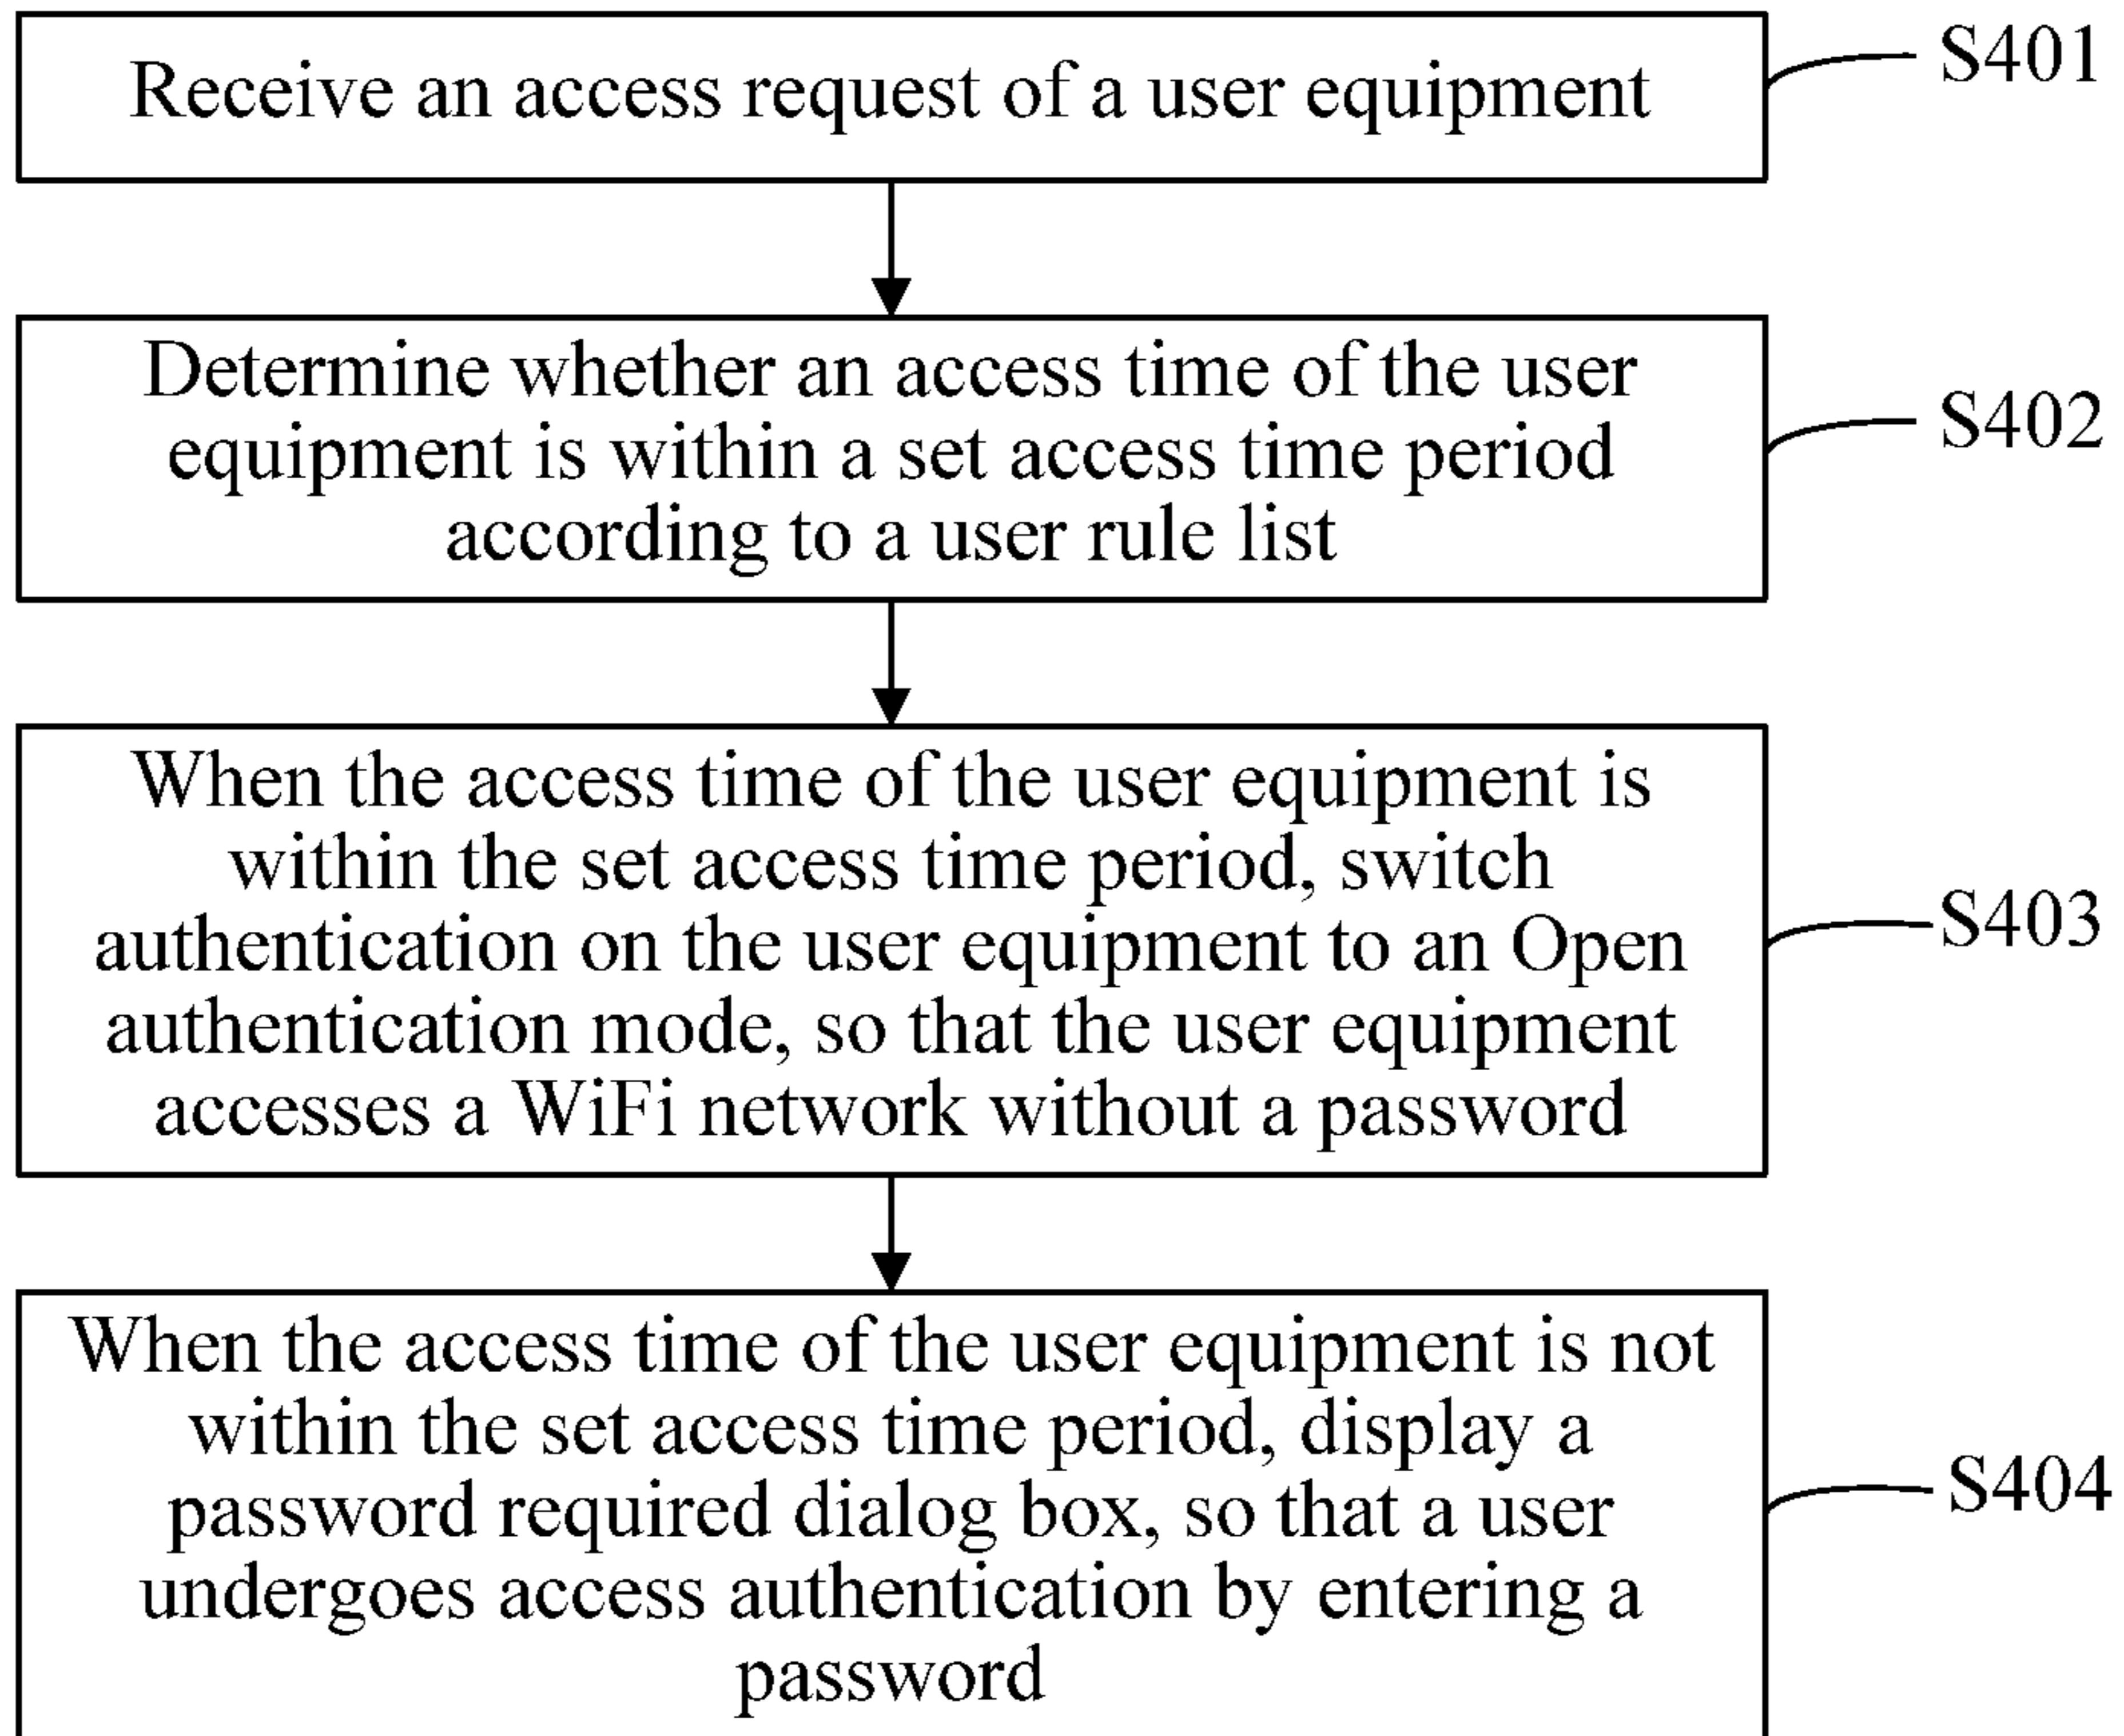 Receive an access request of a user equipment
S401
Determine whether an access time of the user
equipment is within a set access time period
according to a user rule list
S402
When the access time of the user equipment is
within the set access time period, switch
authentication on the user equipment to an Open
authentication mode, so that the user equipment
accesses a WiFi network without a password
S403
When the access time of the user equipment is not
within the set access time period, display a
password required dialog box, so that a user
undergoes access authentication by entering a
password
S404